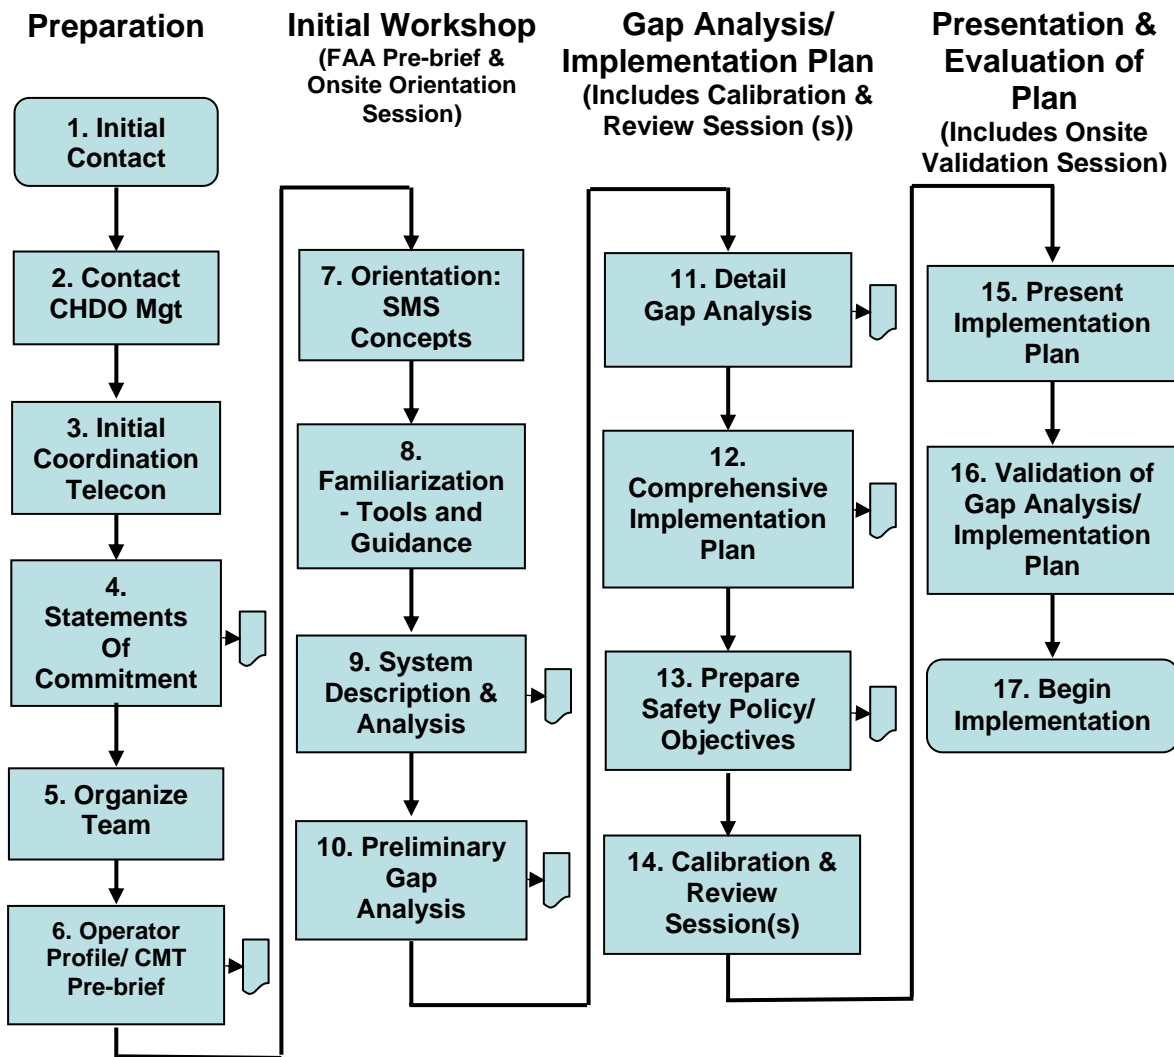 Preparation
1. Initial
Contact
2. Contact
CHDO Mgt
3. Initial
Coordination
Telecon
4.
Statements
Of
Commitment
5. Organize
Team
6. Operator
Profile/ CMT
Pre-brief
Initial Workshop
(FAA Pre-brief &
Onsite Orientation
Session)
7. Orientation:
SMS
Concepts
8.
Familiarization
- Tools and
Guidance
9. System
Description &
Analysis
10. Preliminary
Gap
Analysis
Gap Analysis/
Implementation Plan
(Includes Calibration &
Review Session (s))
11. Detail
Gap Analysis
12.
Comprehensive
Implementation
Plan
13. Prepare
Safety Policy/
Objectives
14. Calibration &
Review
Session(s)
Presentation &
Evaluation of
Plan
(Includes Onsite
Validation Session)
15. Present
Implementation
Plan
16. Validation of
Gap Analysis/
Implementation
Plan
17. Begin
Implementation